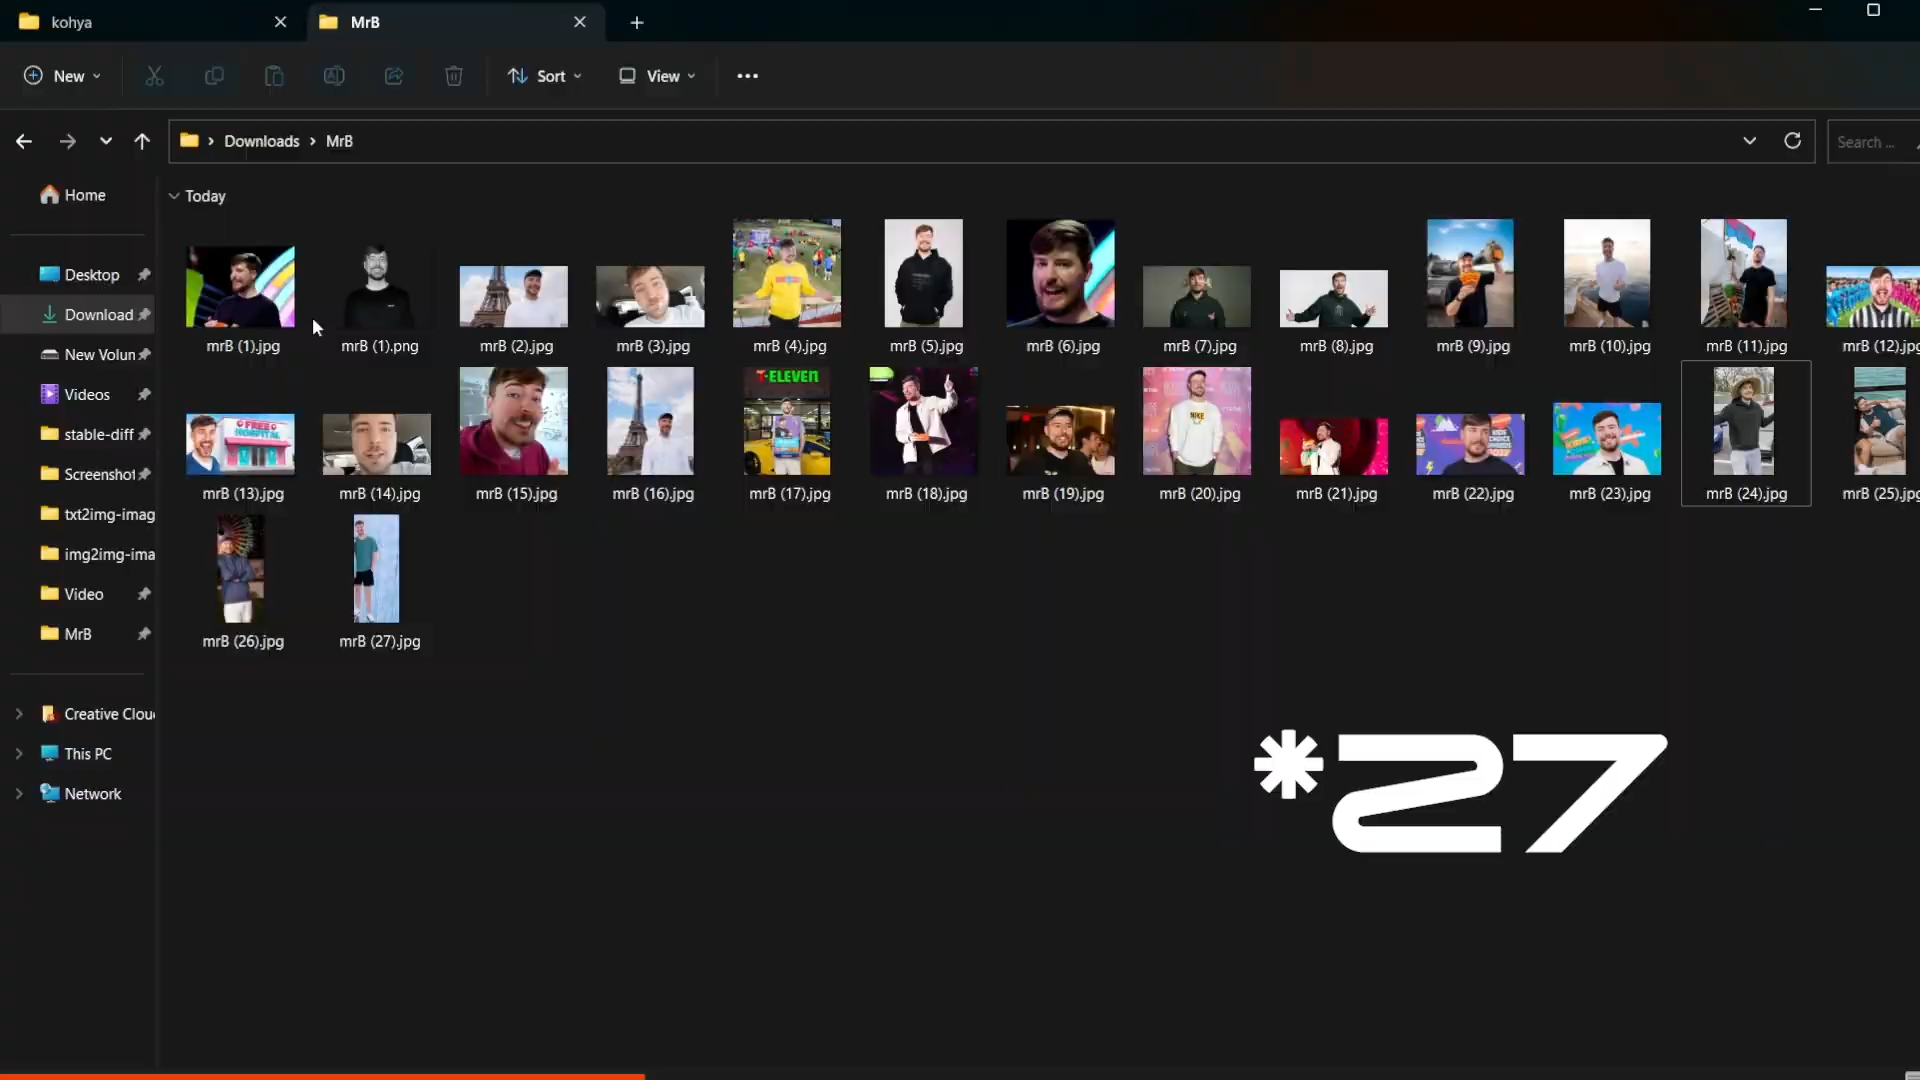 kohya
MrB
New
Sort
View
Downloads
MrB
Search ...
Home
Desktop
Download
New Volun
Videos
stable-diff
Screenshot
txt2img-imag
img2img-ima
Video
MrB
Creative Clou
This PC
Network
Today
mrB (1).jpg
mrB (1).png
mrB (2).jpg
mrB (3).jpg
mrB (4).jpg
mrB (5).jpg
mrB (6).jpg
mrB (7).jpg
mrB (8).jpg
mrB (9).jpg
mrB (10).jpg
mrB (11).jpg
mrB (12).jpg
FREE
HOSPITAL
7-ELEVEN
NIKE
mrB (13).jpg
mrB (14).jpg
mrB (15).jpg
mrB (16).jpg
mrB (17).jpg
mrB (18).jpg
mrB (19).jpg
mrB (20).jpg
mrB (21).jpg
mrB (22).jpg
mrB (23).jpg
mrB (24).jpg
mrB (25).jpg
mrB (26).jpg
mrB (27).jpg
*27